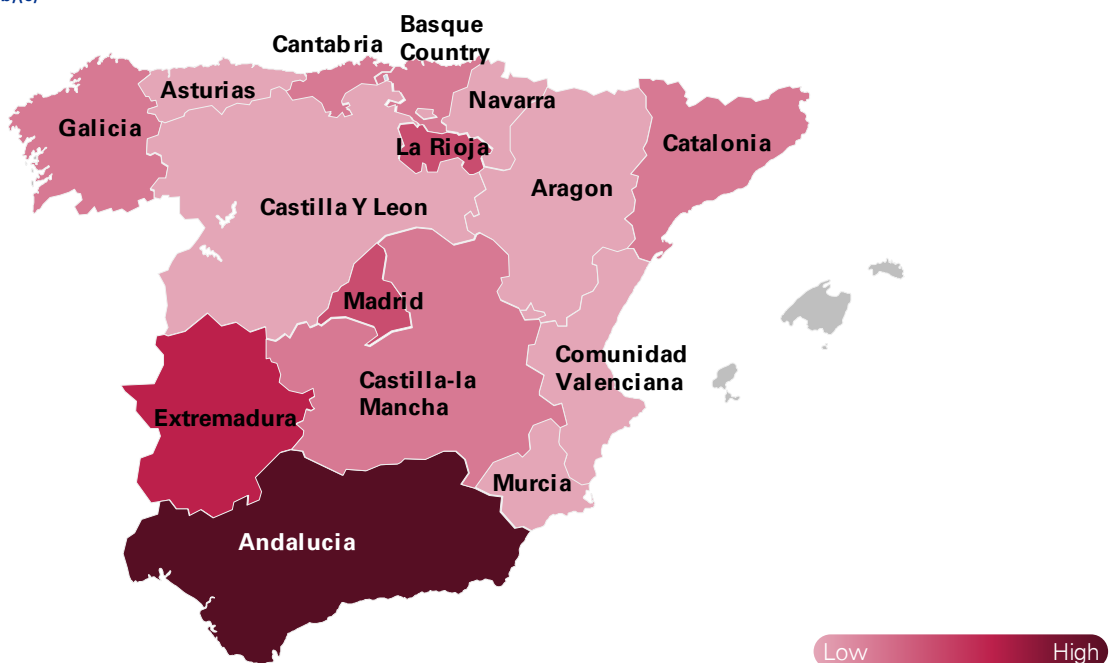 Basque
Country
Cantabria
Asturias
Navarra
Galicia
La Rioja
Catalonia
Aragon
Castilla Y Leon
Madrid
Comunidad
Valenciana
Castilla-la
Mancha
Extremadura
Murcia
Andalucia
Low
High